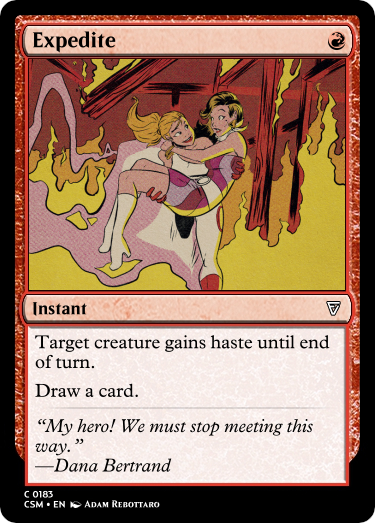 Expedite
Instant
Target creature gains haste until end
of turn.
Draw a card.
“My hero! We must stop meeting this
way.”
—Dana Bertrand
C 0183
CSM • EN Adam Rebottaro